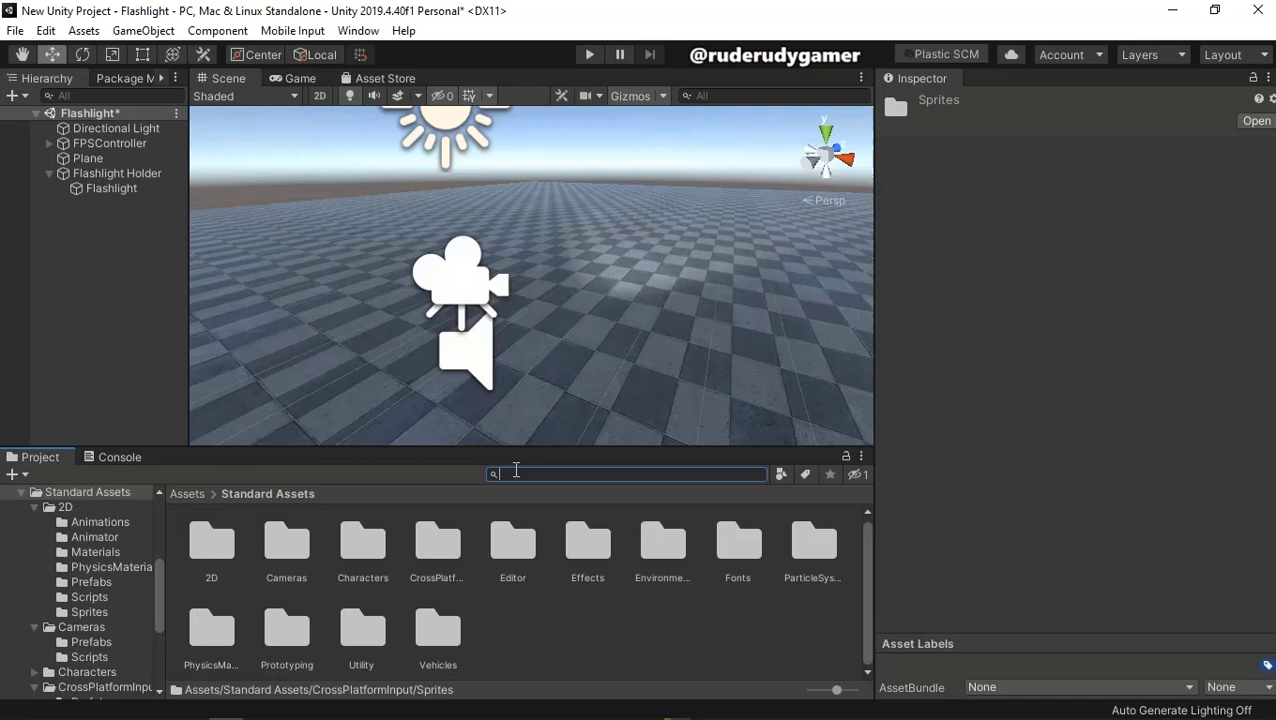 New Unity Project - Flashlight - PC, Mac & Linux Standalone - Unity 2019.4.40f1 Personal* <DX11>
File Edit Assets GameObject Component Mobile Input Window Help
Center Local @ruderudygamer Plastic SCM Account Layers Layout
Hierarchy Package M Scene Game Asset Store Inspector
All Shaded 2D 0 Gizmos All Sprites
Open
Flashlight*
Directional Light
FPSController
Plane
Flashlight Holder
Flashlight
y
< Persp
Project Console
1
Standard Assets Assets > Standard Assets
2D
Animations
Animator
Materials
PhysicsMateria
Prefabs
Scripts
Sprites
Cameras
Prefabs
Scripts
Characters
CrossPlatformInpu
2D Cameras Characters CrossPlatf... Editor Effects Environme... Fonts ParticleSys...
PhysicsMa... Prototyping Utility Vehicles
Assets/Standard Assets/CrossPlatformInput/Sprites
Asset Labels
AssetBundle None None
Auto Generate Lighting Off